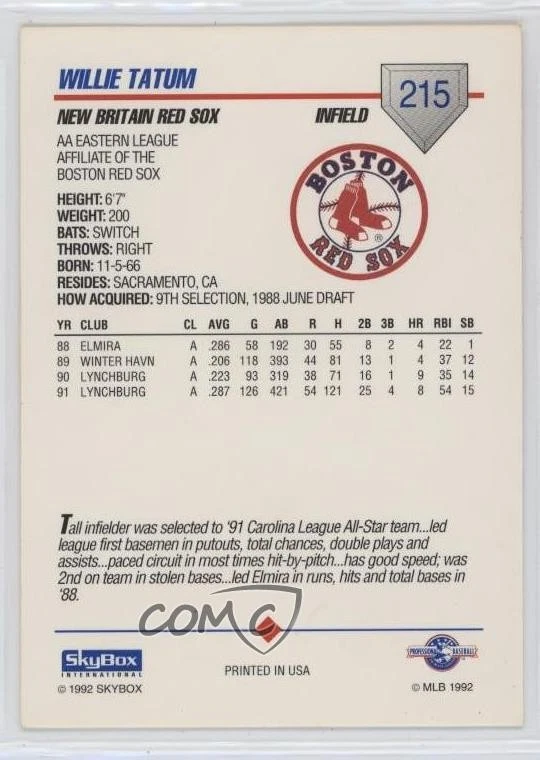 WILLIE TATUM
215
NEW BRITAIN RED SOX INFIELD
AA EASTERN LEAGUE
AFFILIATE OF THE
BOSTON RED SOX
BOSTON
RED SOX
®
HEIGHT: 6'7"
WEIGHT: 200
BATS: SWITCH
THROWS: RIGHT
BORN: 11-5-66
RESIDES: SACRAMENTO, CA
HOW ACQUIRED: 9TH SELECTION, 1988 JUNE DRAFT
YR CLUB CL AVG G AB R H 2B 3B HR RBI SB
88 ELMIRA A .286 58 192 30 55 8 2 4 22 1
89 WINTER HAVN A .206 118 393 44 81 13 1 4 37 12
90 LYNCHBURG A .223 93 319 38 71 16 1 9 35 14
91 LYNCHBURG A .287 126 421 54 121 25 4 8 54 15
Tall infielder was selected to '91 Carolina League All-Star team...led
league first basemen in putouts, total chances, double plays and
assists...paced circuit in most times hit-by-pitch...has good speed; was
2nd on team in stolen bases...led Elmira in runs, hits and total bases in
'88.
COMC
SkyBox
INTERNATIONAL
© 1992 SKYBOX
PRINTED IN USA
PROFESSIONAL BASEBALL
© MLB 1992